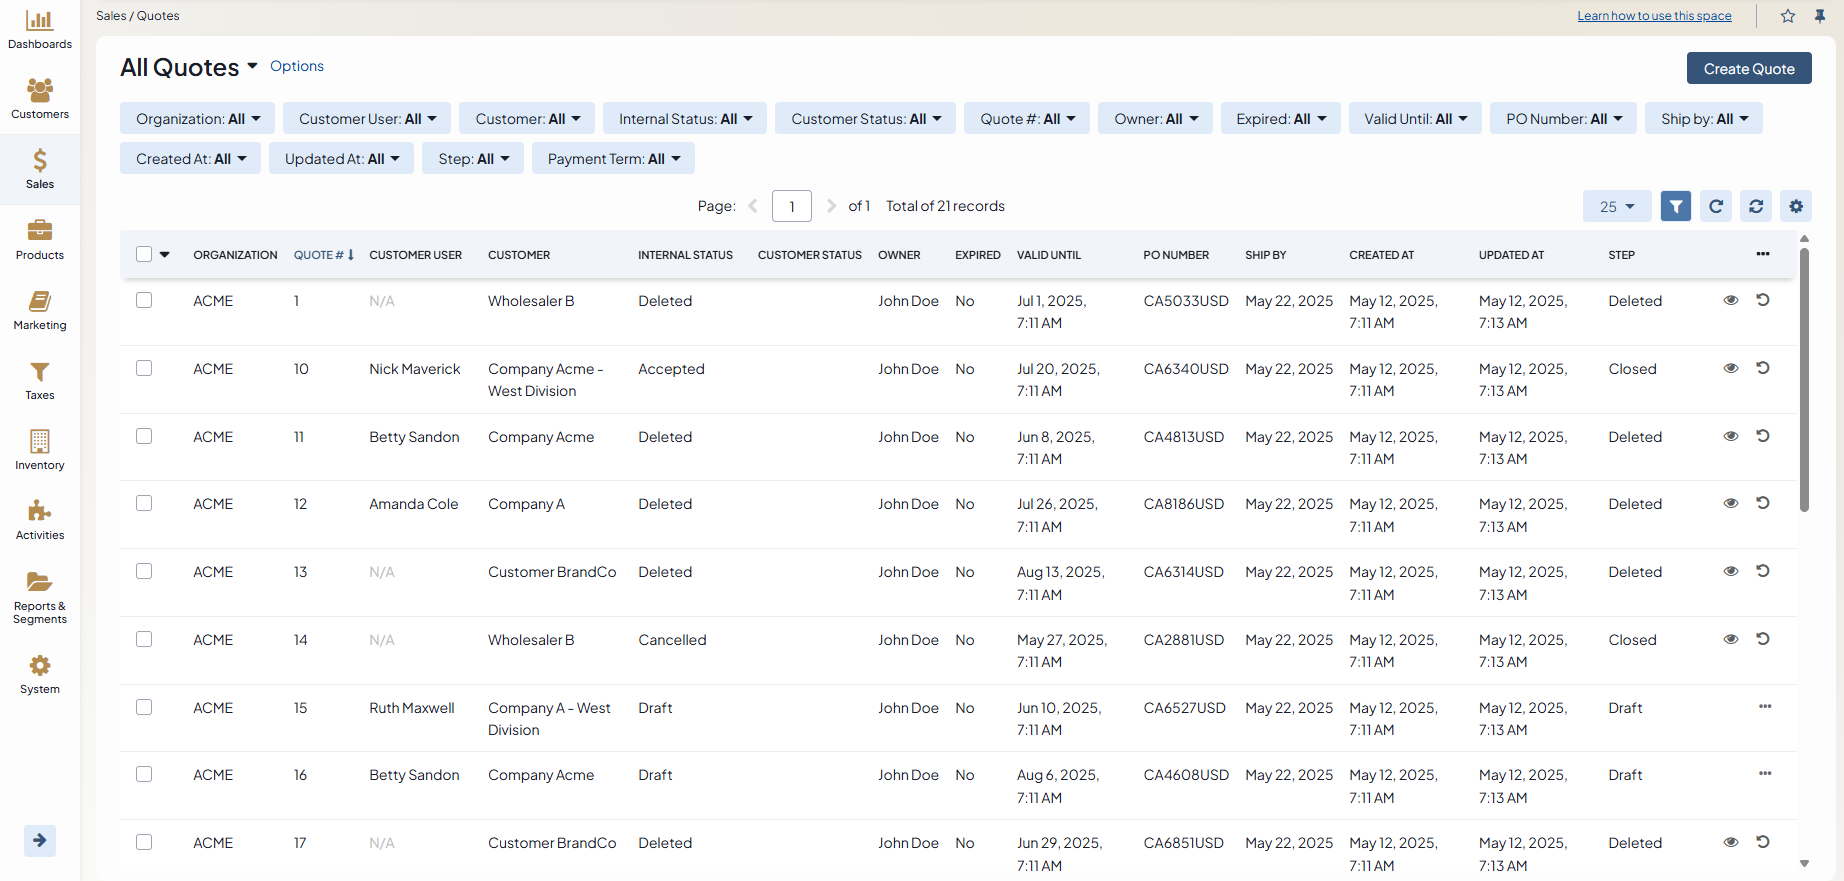 Sales / Quotes
Learn how to use this space
Dashboards
Customers
Sales
Products
Marketing
Taxes
Inventory
Activities
Reports &
Segments
System
All Quotes Options
Create Quote
Organization: All Customer User: All Customer: All Internal Status: All Customer Status: All Quote #: All Owner: All Expired: All Valid Until: All PO Number: All Ship by: All
Created At: All Updated At: All Step: All Payment Term: All
Page: 1 of 1 Total of 21 records 25
ORGANIZATION QUOTE # CUSTOMER USER CUSTOMER INTERNAL STATUS CUSTOMER STATUS OWNER EXPIRED VALID UNTIL PO NUMBER SHIP BY CREATED AT UPDATED AT STEP
ACME 1 N/A Wholesaler B Deleted John Doe No Jul 1, 2025, CA5033USD May 22, 2025 May 12, 2025, May 12, 2025, Deleted
7:11 AM 7:11 AM 7:13 AM
ACME 10 Nick Maverick Company Acme - Accepted John Doe No Jul 20, 2025, CA6340USD May 22, 2025 May 12, 2025, May 12, 2025, Closed
West Division 7:11 AM 7:11 AM 7:13 AM
ACME 11 Betty Sandon Company Acme Deleted John Doe No Jun 8, 2025, CA4813USD May 22, 2025 May 12, 2025, May 12, 2025, Deleted
7:11 AM 7:11 AM 7:13 AM
ACME 12 Amanda Cole Company A Deleted John Doe No Jul 26, 2025, CA8186USD May 22, 2025 May 12, 2025, May 12, 2025, Deleted
7:11 AM 7:11 AM 7:13 AM
ACME 13 N/A Customer BrandCo Deleted John Doe No Aug 13, 2025, CA6314USD May 22, 2025 May 12, 2025, May 12, 2025, Deleted
7:11 AM 7:11 AM 7:13 AM
ACME 14 N/A Wholesaler B Cancelled John Doe No May 27, 2025, CA2881USD May 22, 2025 May 12, 2025, May 12, 2025, Closed
7:11 AM 7:11 AM 7:13 AM
ACME 15 Ruth Maxwell Company A - West Draft John Doe No Jun 10, 2025, CA6527USD May 22, 2025 May 12, 2025, May 12, 2025, Draft
Division 7:11 AM 7:11 AM 7:13 AM
ACME 16 Betty Sandon Company Acme Draft John Doe No Aug 6, 2025, CA4608USD May 22, 2025 May 12, 2025, May 12, 2025, Draft
7:11 AM 7:11 AM 7:13 AM
ACME 17 N/A Customer BrandCo Deleted John Doe No Jun 29, 2025, CA6851USD May 22, 2025 May 12, 2025, May 12, 2025, Deleted
7:11 AM 7:11 AM 7:13 AM